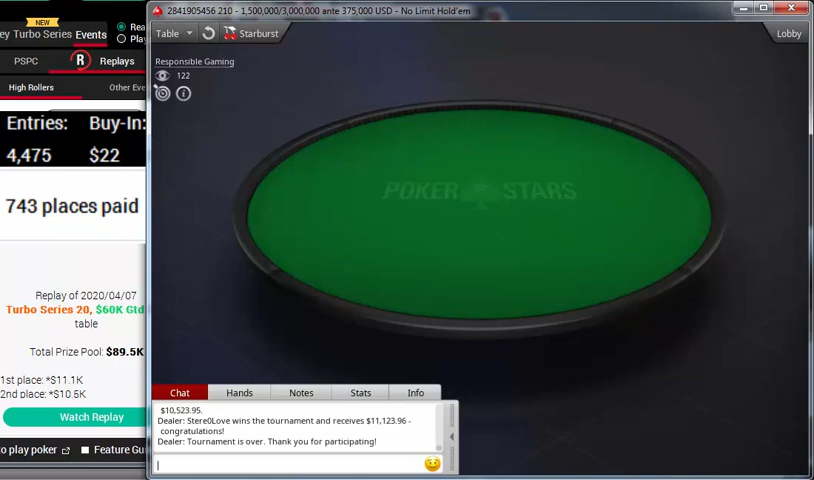 2841905456 210 - 1,500,000/3,000,000 ante 375,000 USD - No Limit Hold'em
NEW
ey Turbo Series Events
Rea
Play
Table
Starburst
Lobby
PSPC
R Replays
Responsible Gaming
122
High Rollers
Other Eve
Entries: Buy-In:
4,475 $22
743 places paid
POKER STARS
Replay of 2020/04/07
Turbo Series 20, $60K Gtd
table
Total Prize Pool: $89.5K
1st place: *$11.1K
2nd place: *$10.5K
Watch Replay
o play poker
Feature Gu
Chat Hands Notes Stats Info
$10,523.95.
Dealer: Stere0Love wins the tournament and receives $11,123.96 -
congratulations!
Dealer: Tournament is over. Thank you for participating!